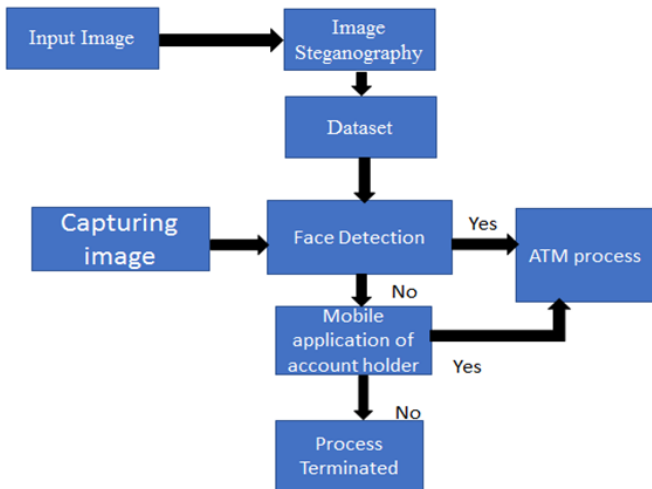 Input Image
Image
Steganography
Dataset
Capturing
image
Face Detection
Yes
ATM process
No
Mobile
application of
account holder
Yes
No
Process
Terminated